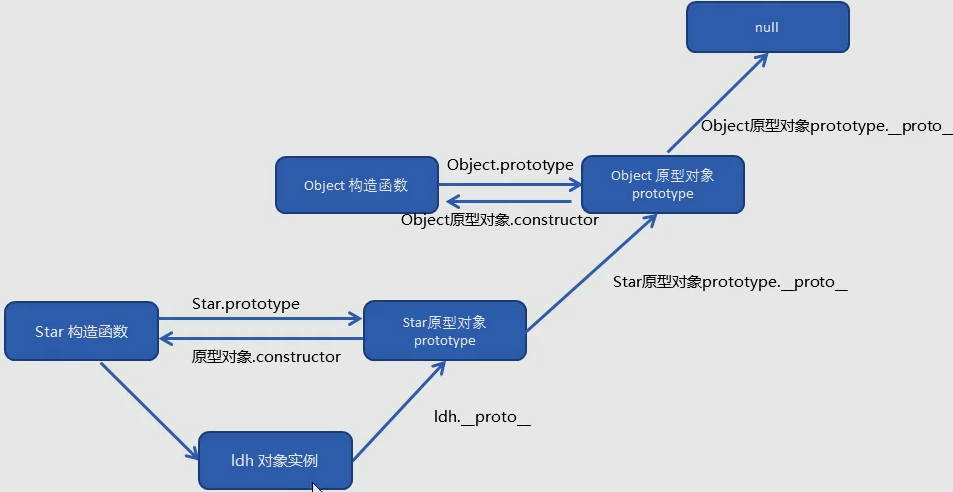 null
Object原型对象prototype.__proto__
Object.prototype
Object 构造函数
Object 原型对象
prototype
Object原型对象.constructor
Star原型对象prototype.__proto__
Star.prototype
Star 构造函数
Star原型对象
prototype
原型对象.constructor
ldh.__proto__
ldh 对象实例